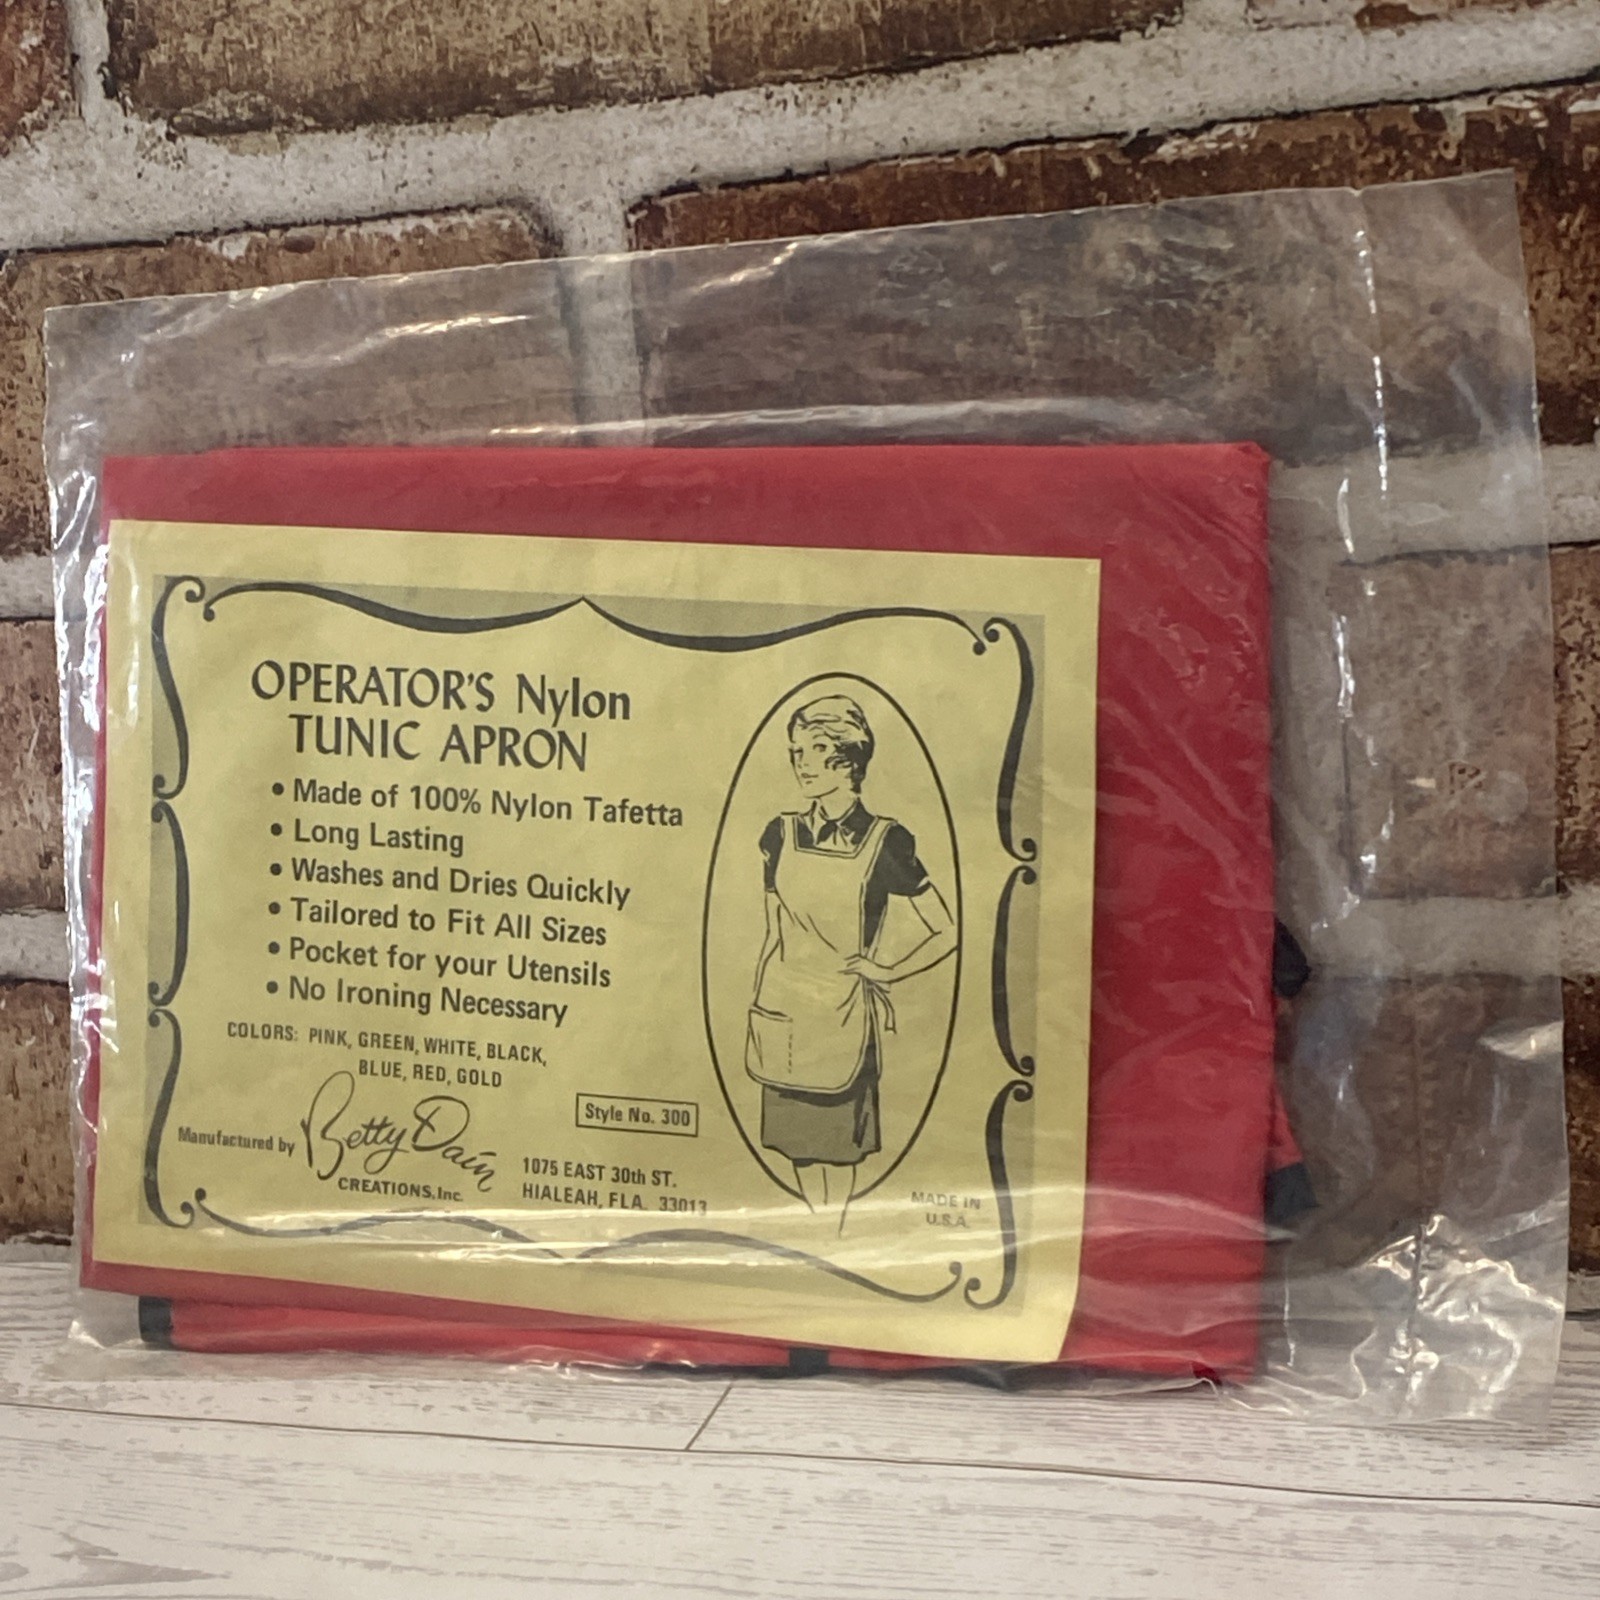 OPERATOR'S Nylon
TUNIC APRON
• Made of 100% Nylon Tafetta
• Long Lasting
• Washes and Dries Quickly
• Tailored to Fit All Sizes
• Pocket for your Utensils
• No Ironing Necessary
COLORS: PINK, GREEN, WHITE, BLACK,
BLUE, RED, GOLD
Style No. 300
Manufactured by Betty Dain
CREATIONS, Inc.
1075 EAST 30th ST.
HIALEAH, FLA. 33013
MADE IN
U.S.A.